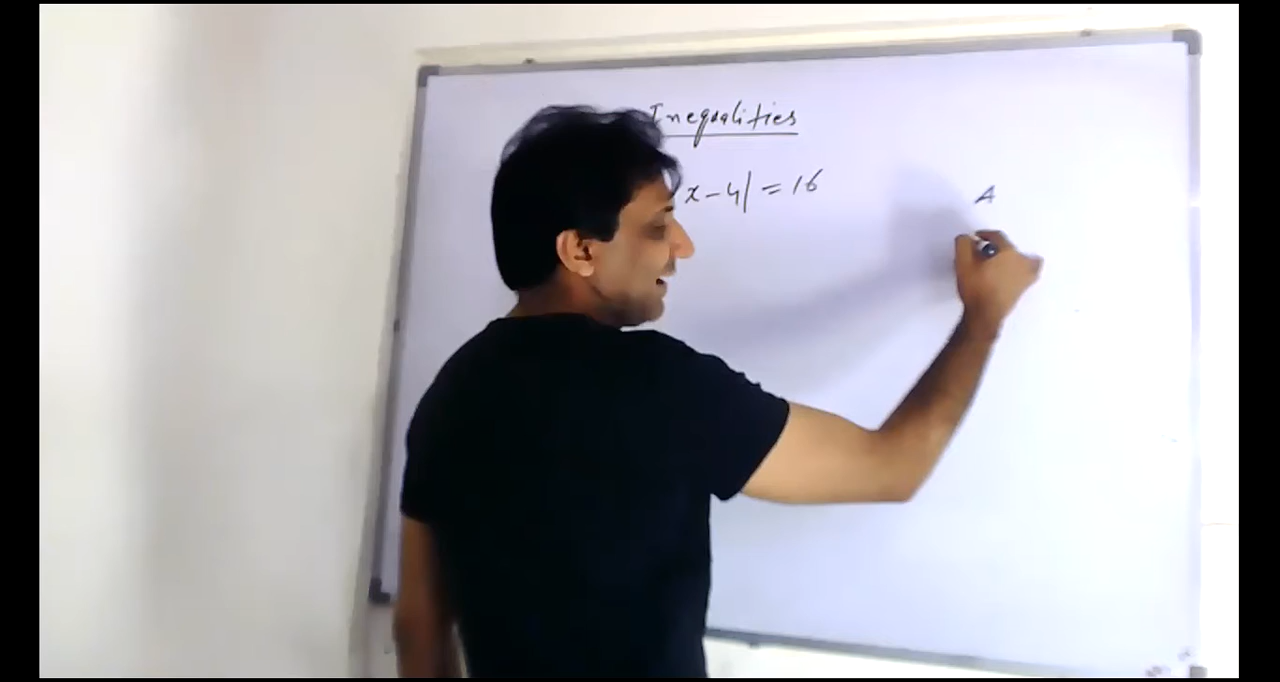 Inequalities
x-4| = 16
A